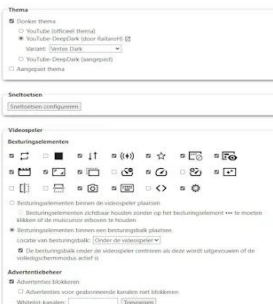 Thema
Donker thema
YouTube (officieel thema)
YouTube-DeepDark (door RaitaroH)
Variant: Vertex Dark
YouTube-DeepDark (aangepast)
Aangepast thema
Sneltoetsen
Sneltoetsen configureren
Videospeler
Besturingselementen
Besturingselementen binnen de videospeler plaatsen
Besturingselementen zichtbaar houden zonder op het besturingselement ••• te moeten
klikken of de muiscursor erboven te houden
Besturingselementen binnen een besturingsbalk plaatsen
Locatie van besturingsbalk: Onder de videospeler
De besturingsbalk onder de videospeler centreren als deze wordt uitgevouwen of de
volledigschermmodus actief is
Advertentiebeheer
Advertenties blokkeren
Advertenties voor geabonneerde kanalen niet blokkeren
Whitelist-kanalen: Toevoegen